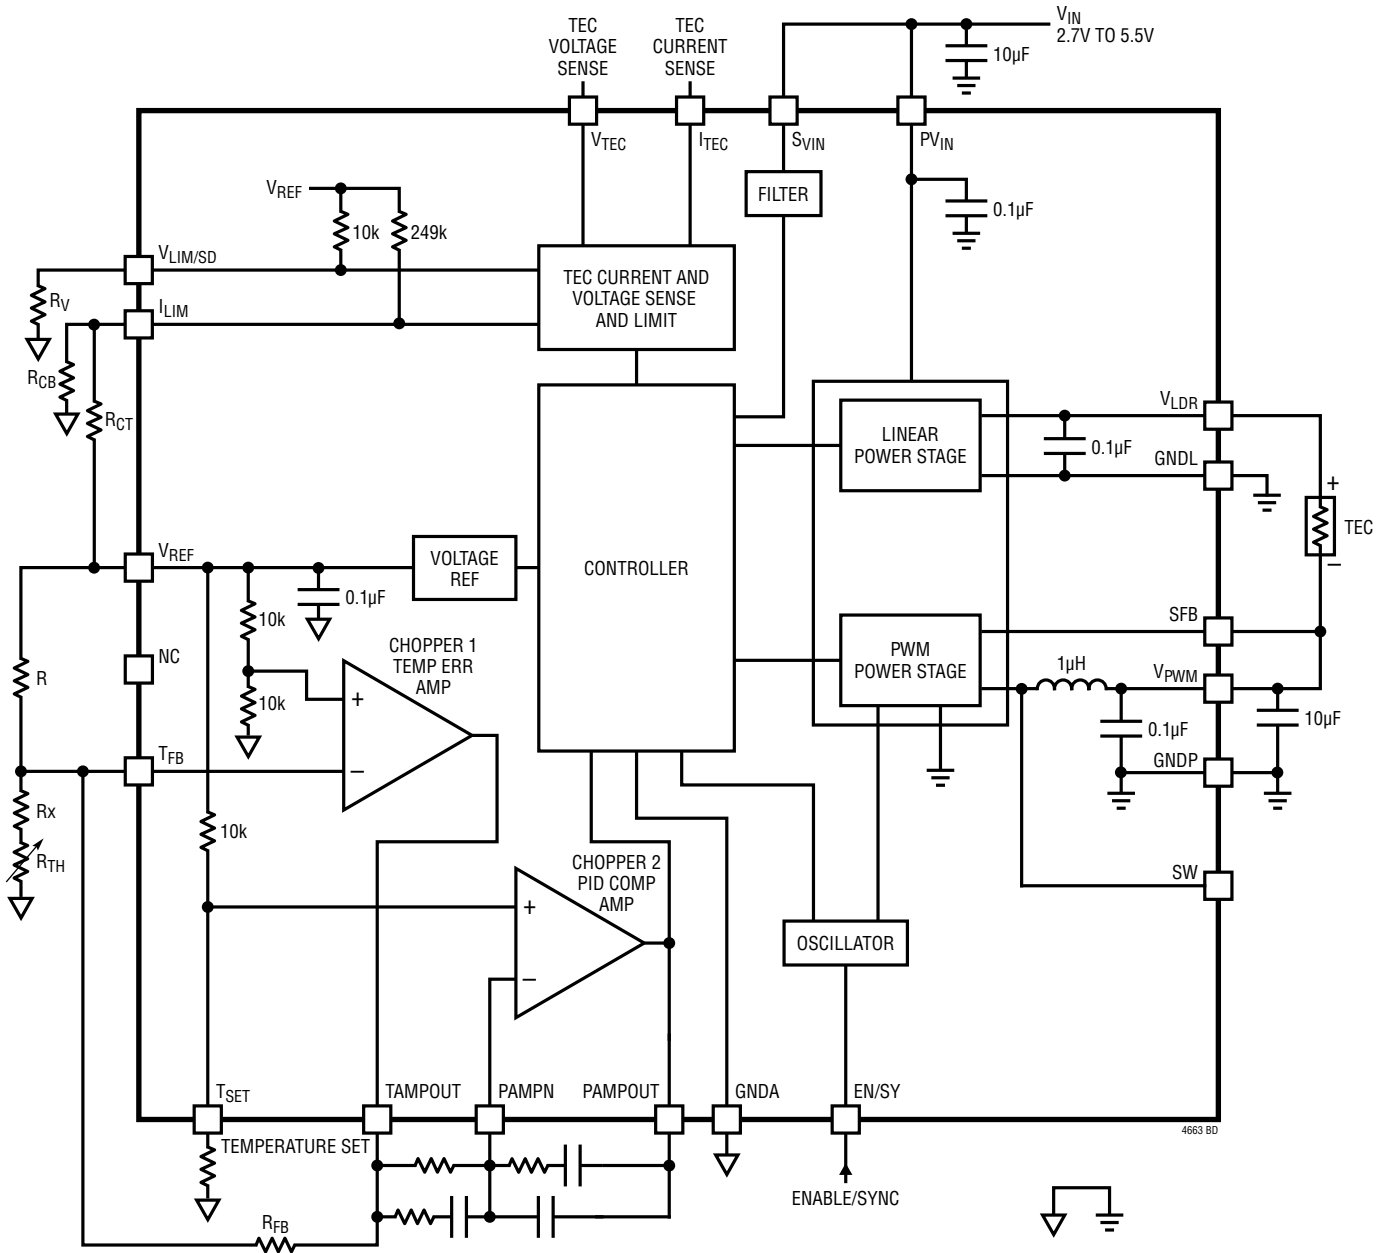 TEC
VOLTAGE
SENSE
TEC
CURRENT
SENSE
VIN
2.7V TO 5.5V
10µF
VTEC
ITEC
SVIN
PVIN
FILTER
0.1µF
VREF
10k
249k
VLIM/SD
RV
ILIM
TEC CURRENT AND
VOLTAGE SENSE
AND LIMIT
RCB
RCT
VLDR
LINEAR
POWER STAGE
0.1µF
GNDL
+
TEC
–
VREF
VOLTAGE
REF
CONTROLLER
0.1µF
10k
SFB
NC
CHOPPER 1
TEMP ERR
AMP
PWM
POWER STAGE
1µH
VPWM
R
10k
+
0.1µF
10µF
TFB
–
GNDP
Rx
10k
RTH
CHOPPER 2
PID COMP
AMP
SW
+
OSCILLATOR
–
TSET
TAMPOUT
PAMPN
PAMPOUT
GNDA
EN/SY
4663 BD
TEMPERATURE SET
ENABLE/SYNC
RFB